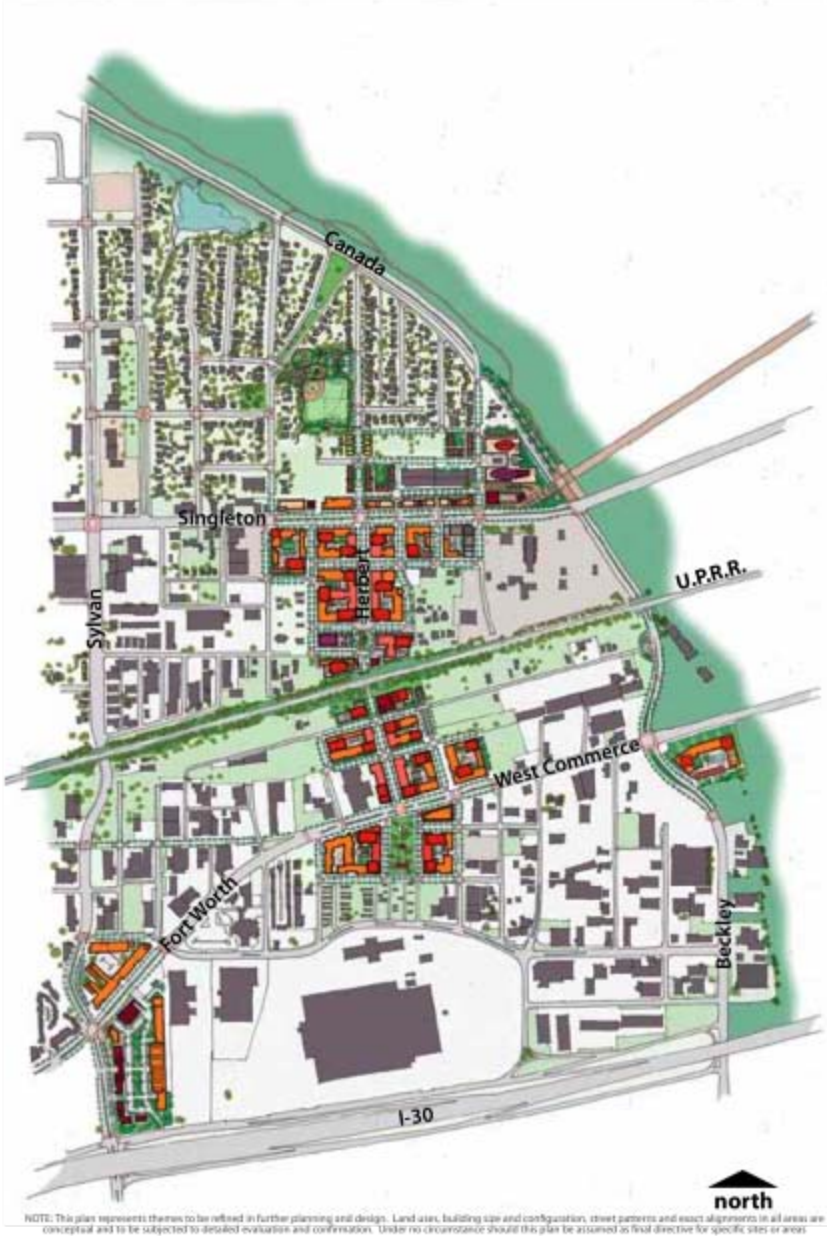 Canada
Singleton
Herbert
Sylvan
U.P.R.R.
West Commerce
Fort Worth
Beckley
I-30
north
NOTE: This plan represents themes to be refined in further planning and design. Land uses, building size and configuration, street patterns and exact alignments in all areas are
conceptual and to be subjected to detailed evaluation and confirmation. Under no circumstance should this plan be assumed as final directive for specific sites or areas